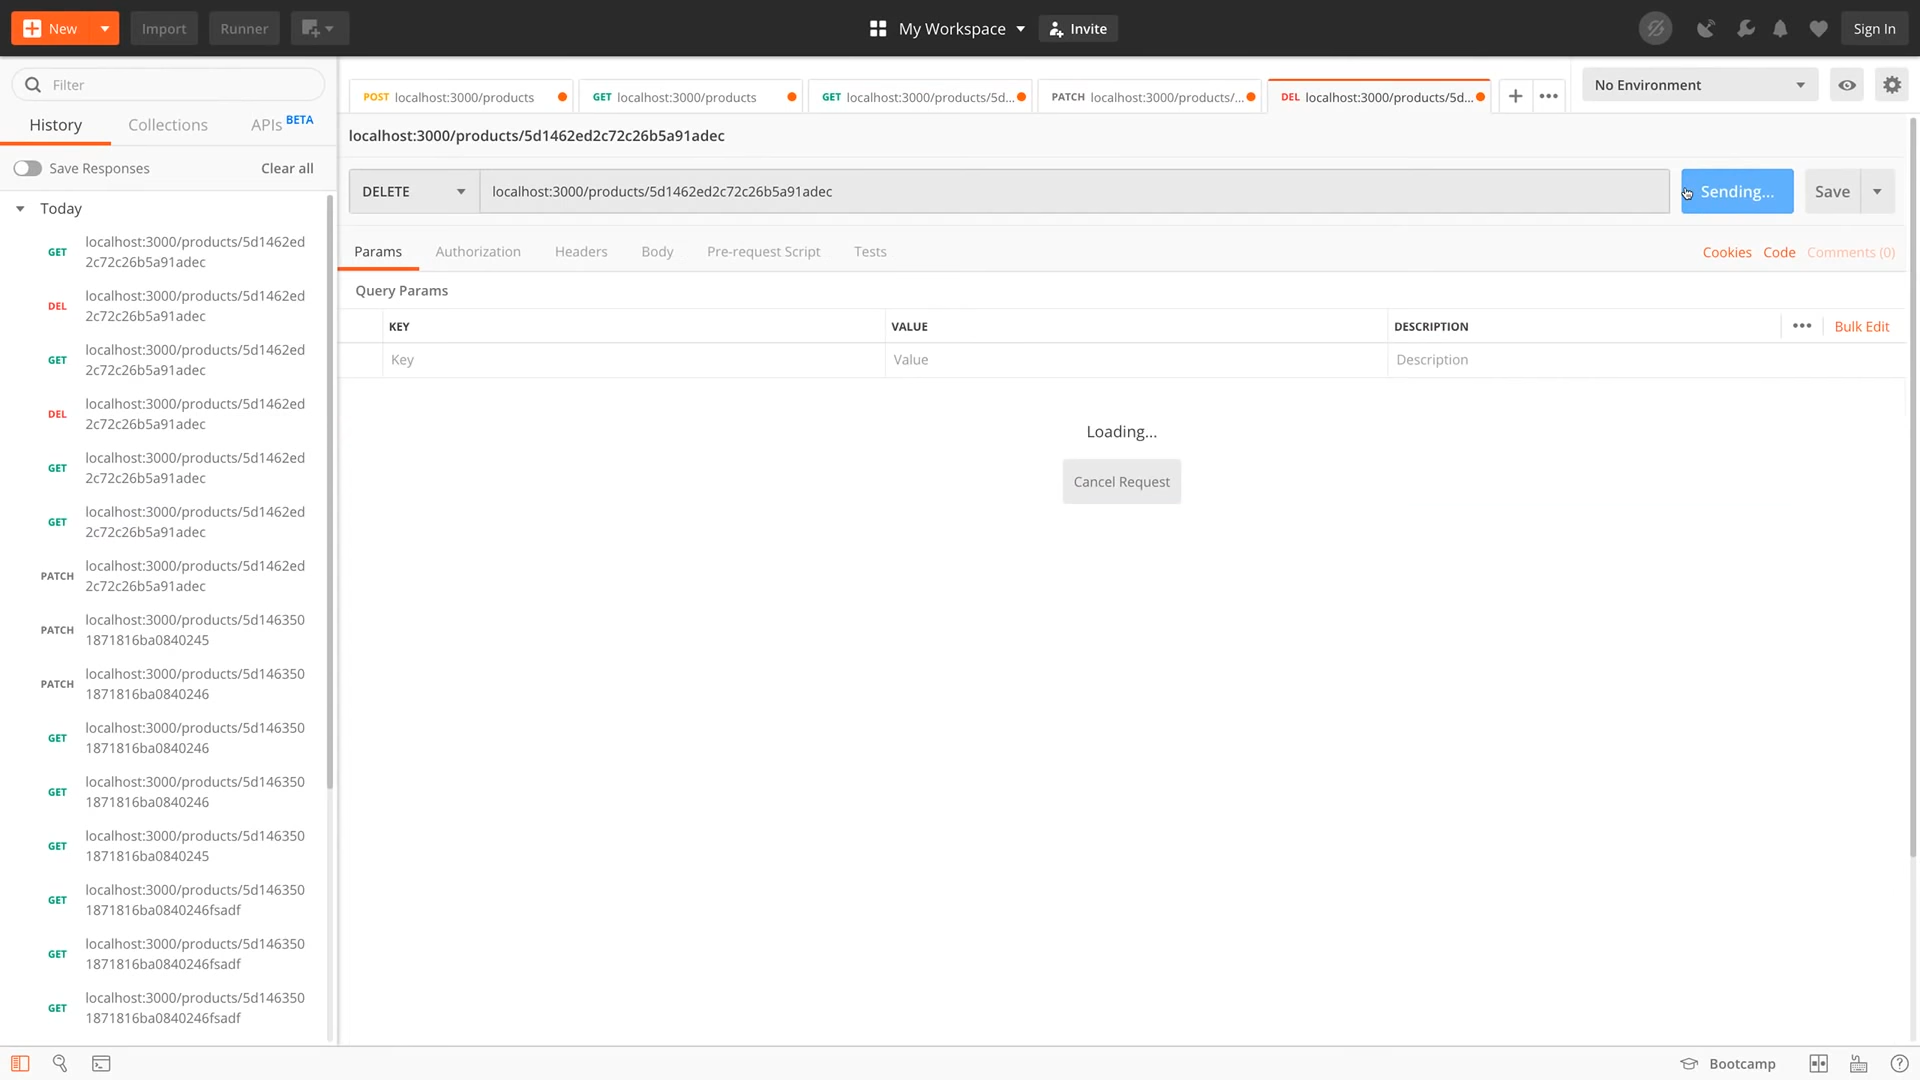 New
Import
Runner
My Workspace
Invite
Sign In
Filter
POST localhost:3000/products
GET localhost:3000/products
GET localhost:3000/products/5d...
PATCH localhost:3000/products/...
DEL localhost:3000/products/5d...
No Environment
History
Collections
APIs BETA
localhost:3000/products/5d1462ed2c72c26b5a91adec
Save Responses
Clear all
DELETE
localhost:3000/products/5d1462ed2c72c26b5a91adec
Sending...
Save
Today
Params
Authorization
Headers
Body
Pre-request Script
Tests
Cookies
Code
Comments (0)
Query Params
KEY
VALUE
DESCRIPTION
Bulk Edit
Key
Value
Description
Loading...
Cancel Request
GET localhost:3000/products/5d1462ed
2c72c26b5a91adec
DEL localhost:3000/products/5d1462ed
2c72c26b5a91adec
GET localhost:3000/products/5d1462ed
2c72c26b5a91adec
DEL localhost:3000/products/5d1462ed
2c72c26b5a91adec
GET localhost:3000/products/5d1462ed
2c72c26b5a91adec
GET localhost:3000/products/5d1462ed
2c72c26b5a91adec
PATCH localhost:3000/products/5d1462ed
2c72c26b5a91adec
PATCH localhost:3000/products/5d146350
1871816ba0840245
PATCH localhost:3000/products/5d146350
1871816ba0840246
GET localhost:3000/products/5d146350
1871816ba0840246
GET localhost:3000/products/5d146350
1871816ba0840246
GET localhost:3000/products/5d146350
1871816ba0840245
GET localhost:3000/products/5d146350
1871816ba0840246fsadf
GET localhost:3000/products/5d146350
1871816ba0840246fsadf
GET localhost:3000/products/5d146350
1871816ba0840246fsadf
Bootcamp